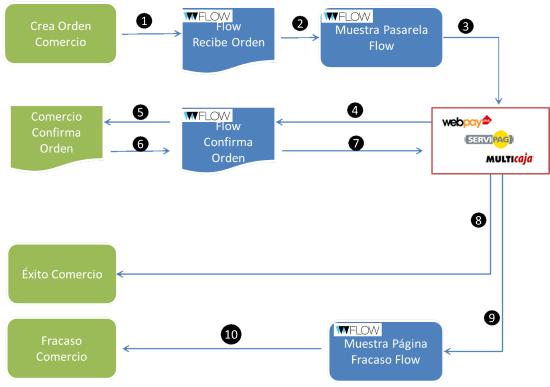 Crea Orden
Comercio
1
FLOW
Flow
Recibe Orden
2
FLOW
Muestra Pasarela
Flow
3
Comercio
Confirma
Orden
5
6
FLOW
Flow
Confirma
Orden
4
7
webpay
SERVIPAG
MULTICaja
8
Éxito Comercio
9
Fracaso
Comercio
10
FLOW
Muestra Página
Fracaso Flow